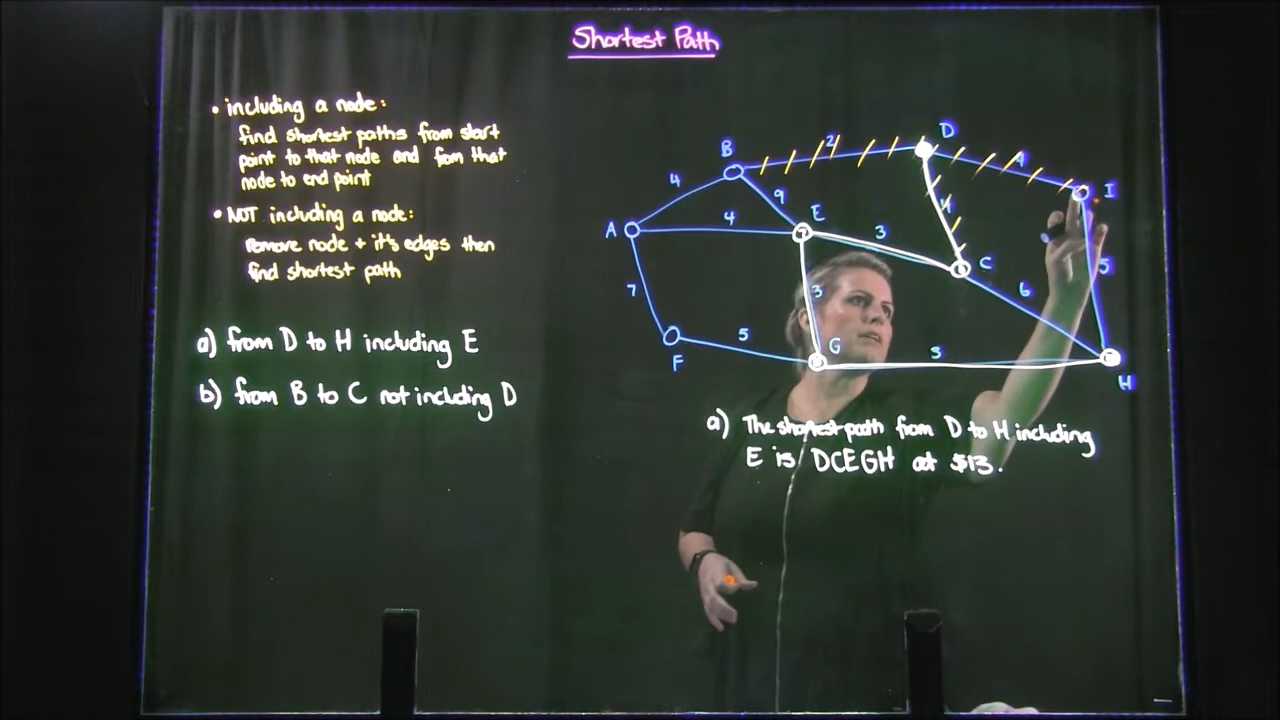 Shortest Path
• including a node:
find shortest paths from start
point to that node and from that
node to end point
• NOT including a node:
remove node + it's edges then
find shortest path
a) from D to H including E
b) from B to C not including D
D
B
2
4
I
4
9
4
A
4
E
3
C
5
7
3
6
F
5
G
3
H
a) The shortest path from D to H including
E is DCEGH at $13.